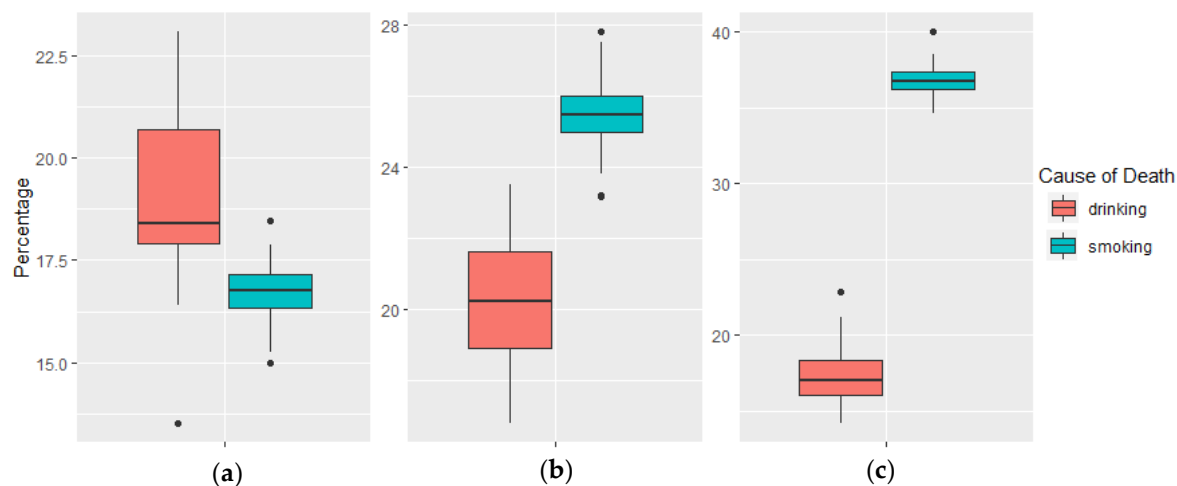 Percentage
22.5
20.0
17.5
15.0
(a)
28
24
20
(b)
40
30
20
(c)
Cause of Death
drinking
smoking